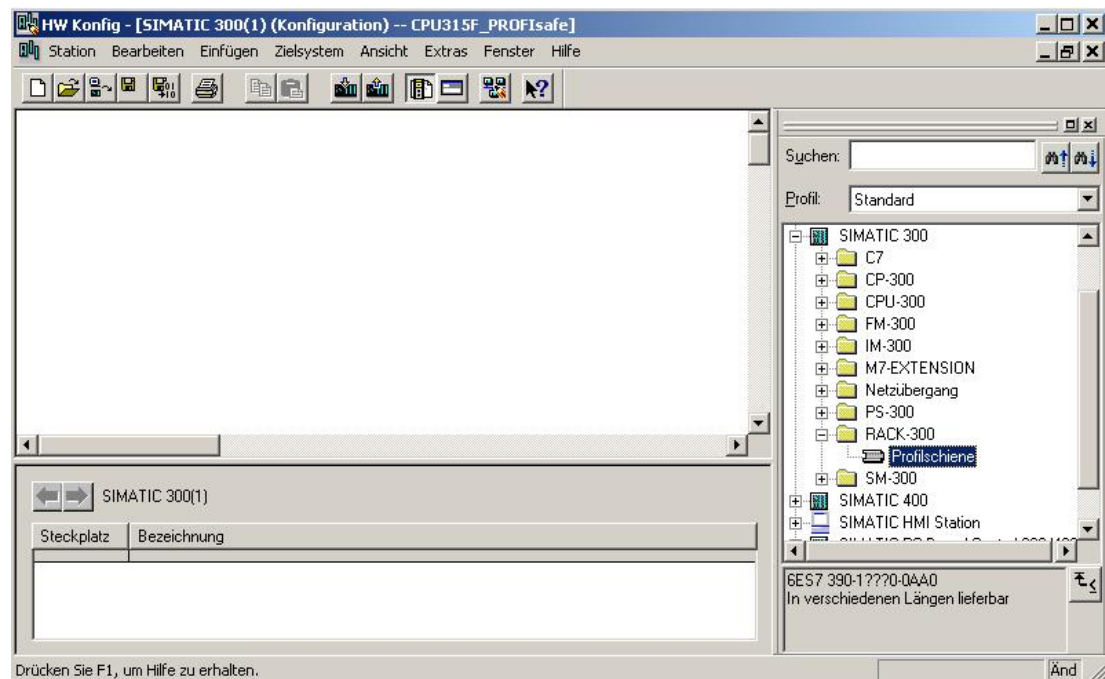 HW Konfig - [SIMATIC 300(1) (Konfiguration) -- CPU315F_PROFIsafe]
Station Bearbeiten Einfügen Zielsystem Ansicht Extras Fenster Hilfe
Suchen:
Profil: Standard
SIMATIC 300
C7
CP-300
CPU-300
FM-300
IM-300
M7-EXTENSION
Netzübergang
PS-300
RACK-300
Profilschiene
SM-300
SIMATIC 400
SIMATIC HMI Station
6ES7 390-1???0-0AA0
In verschiedenen Längen lieferbar
SIMATIC 300(1)
Steckplatz Bezeichnung
Drücken Sie F1, um Hilfe zu erhalten.
Änd